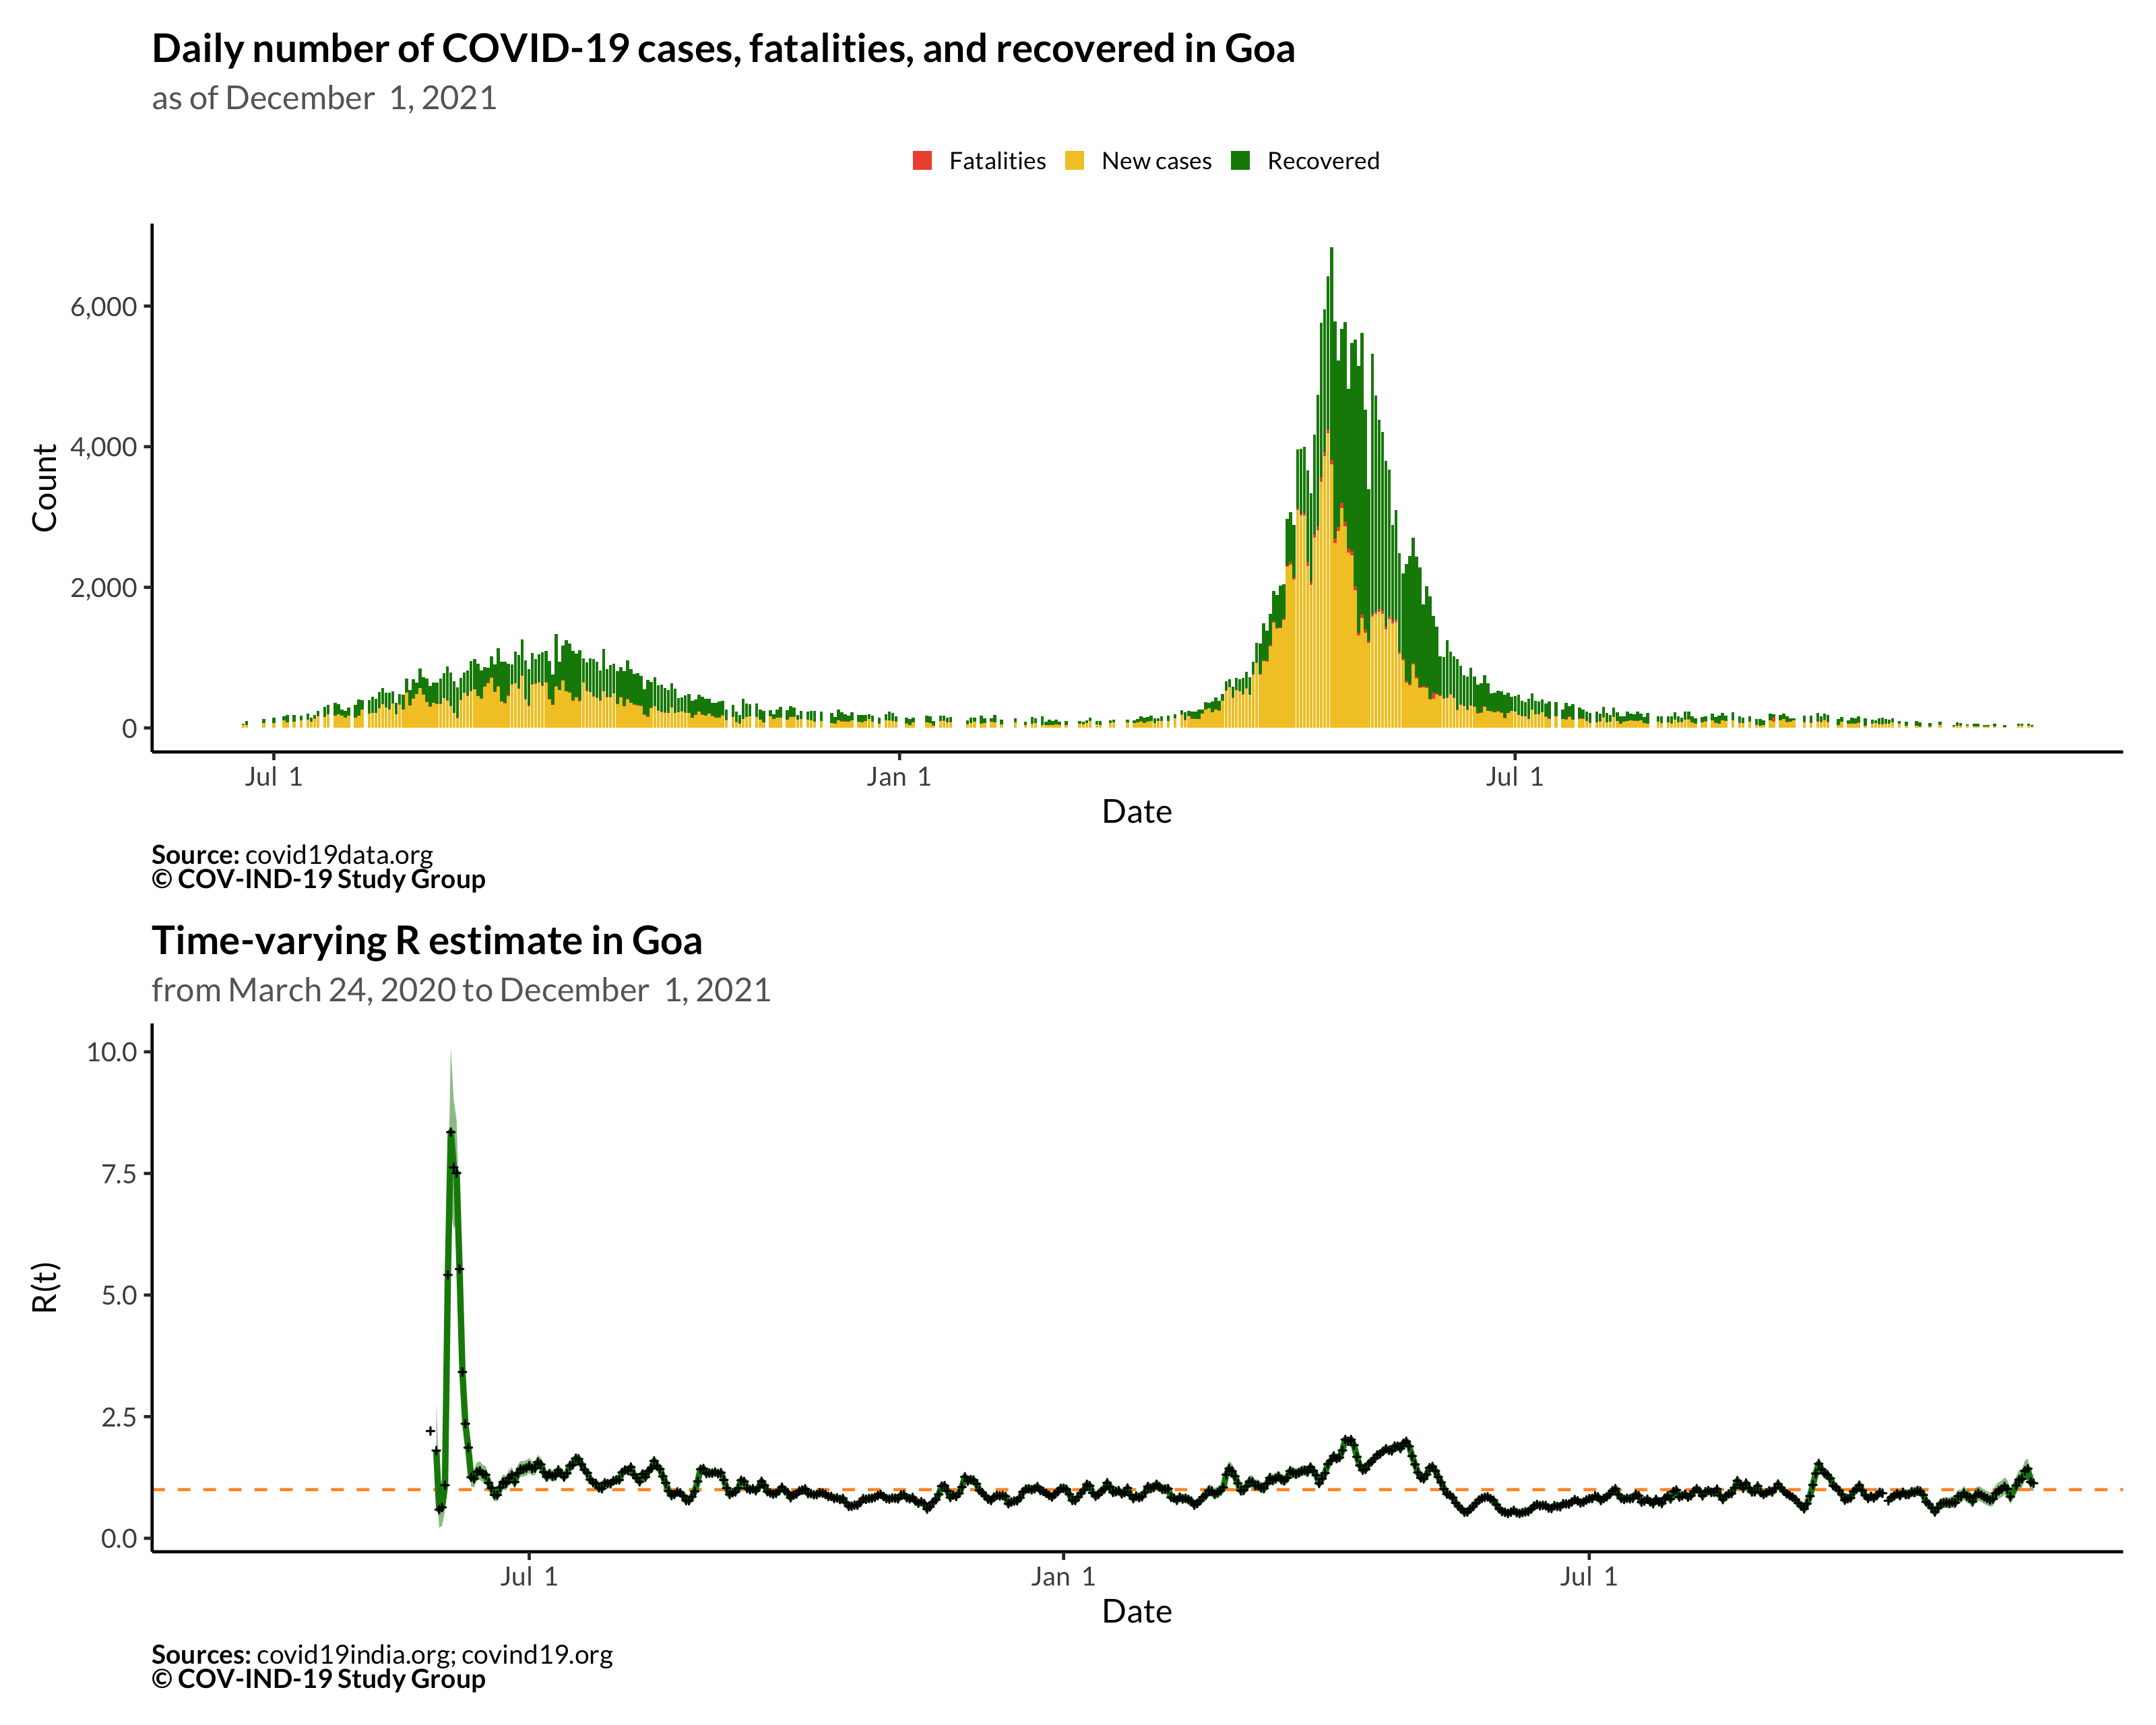 Daily number of COVID-19 cases, fatalities, and recovered in Goa
as of December 1, 2021
Fatalities New cases Recovered
6,000
4,000
2,000
0
Count
Jul 1 Jan 1 Jul 1
Date
Source: covid19data.org
© COV-IND-19 Study Group
Time-varying R estimate in Goa
from March 24, 2020 to December 1, 2021
10.0
7.5
5.0
2.5
0.0
R(t)
Jul 1 Jan 1 Jul 1
Date
Sources: covid19india.org; covind19.org
© COV-IND-19 Study Group